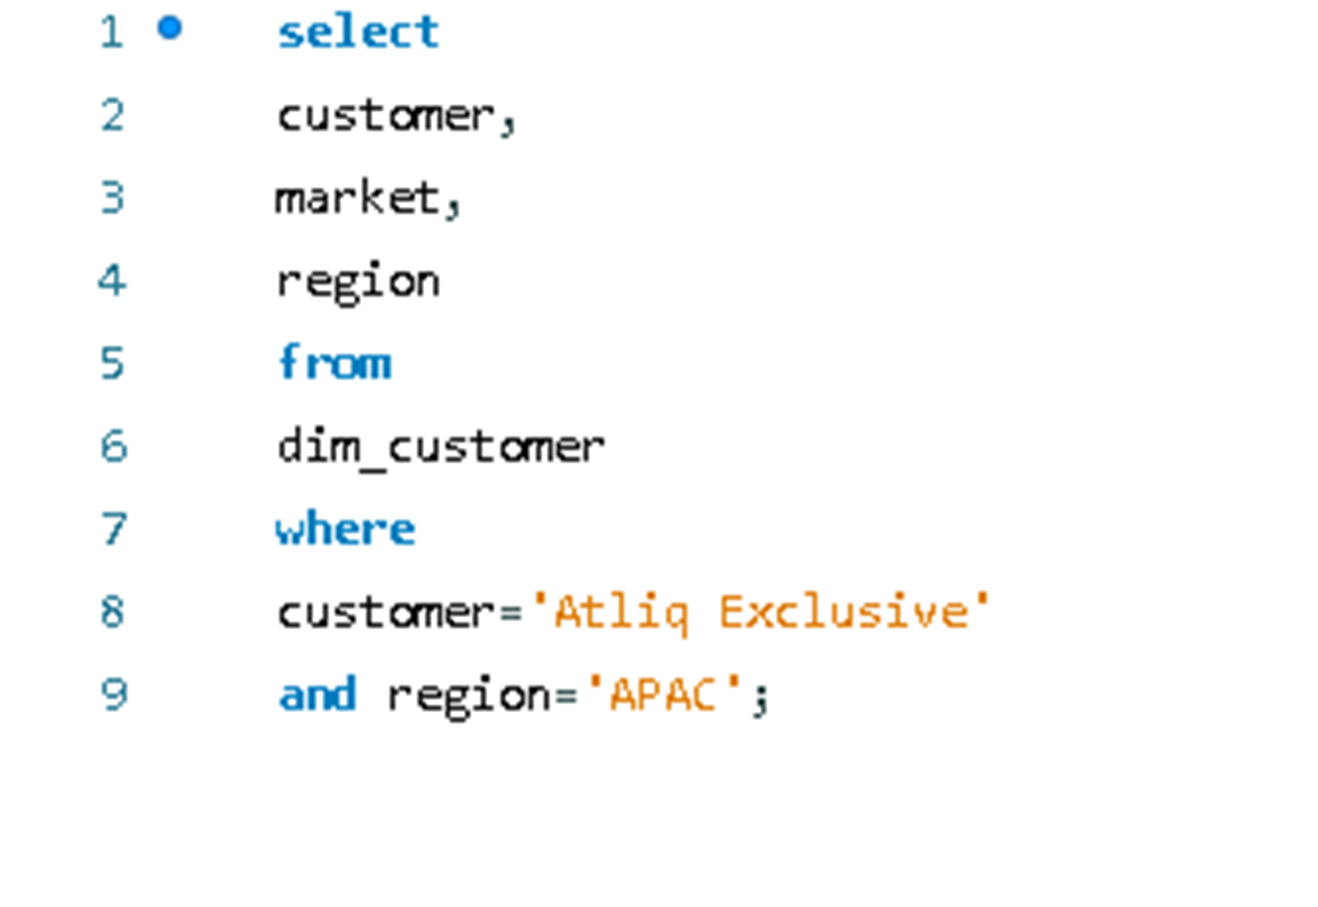 1 select
2 customer,
3 market,
4 region
5 from
6 dim_customer
7 where
8 customer='Atliq Exclusive'
9 and region='APAC';